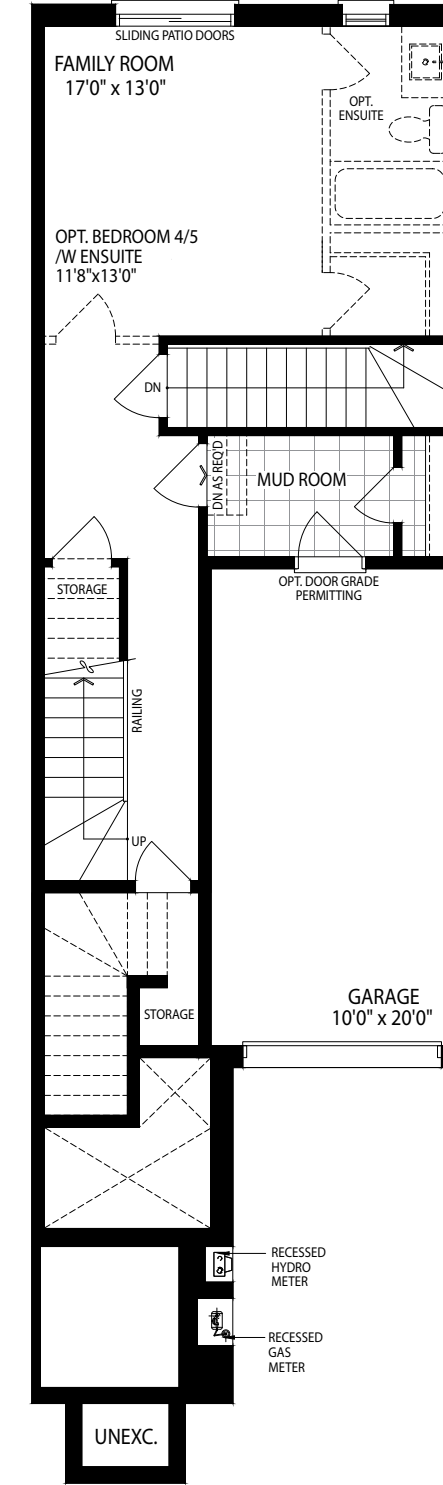 SLIDING PATIO DOORS
FAMILY ROOM
17'0" x 13'0"
OPT.
ENSUITE
OPT. BEDROOM 4/5
/W ENSUITE
11'8"x13'0"
DN
DN AS REQ'D
MUD ROOM
OPT. DOOR GRADE
PERMITTING
STORAGE
RAILING
UP
GARAGE
10'0" x 20'0"
STORAGE
RECESSED
HYDRO
METER
RECESSED
GAS
METER
UNEXC.